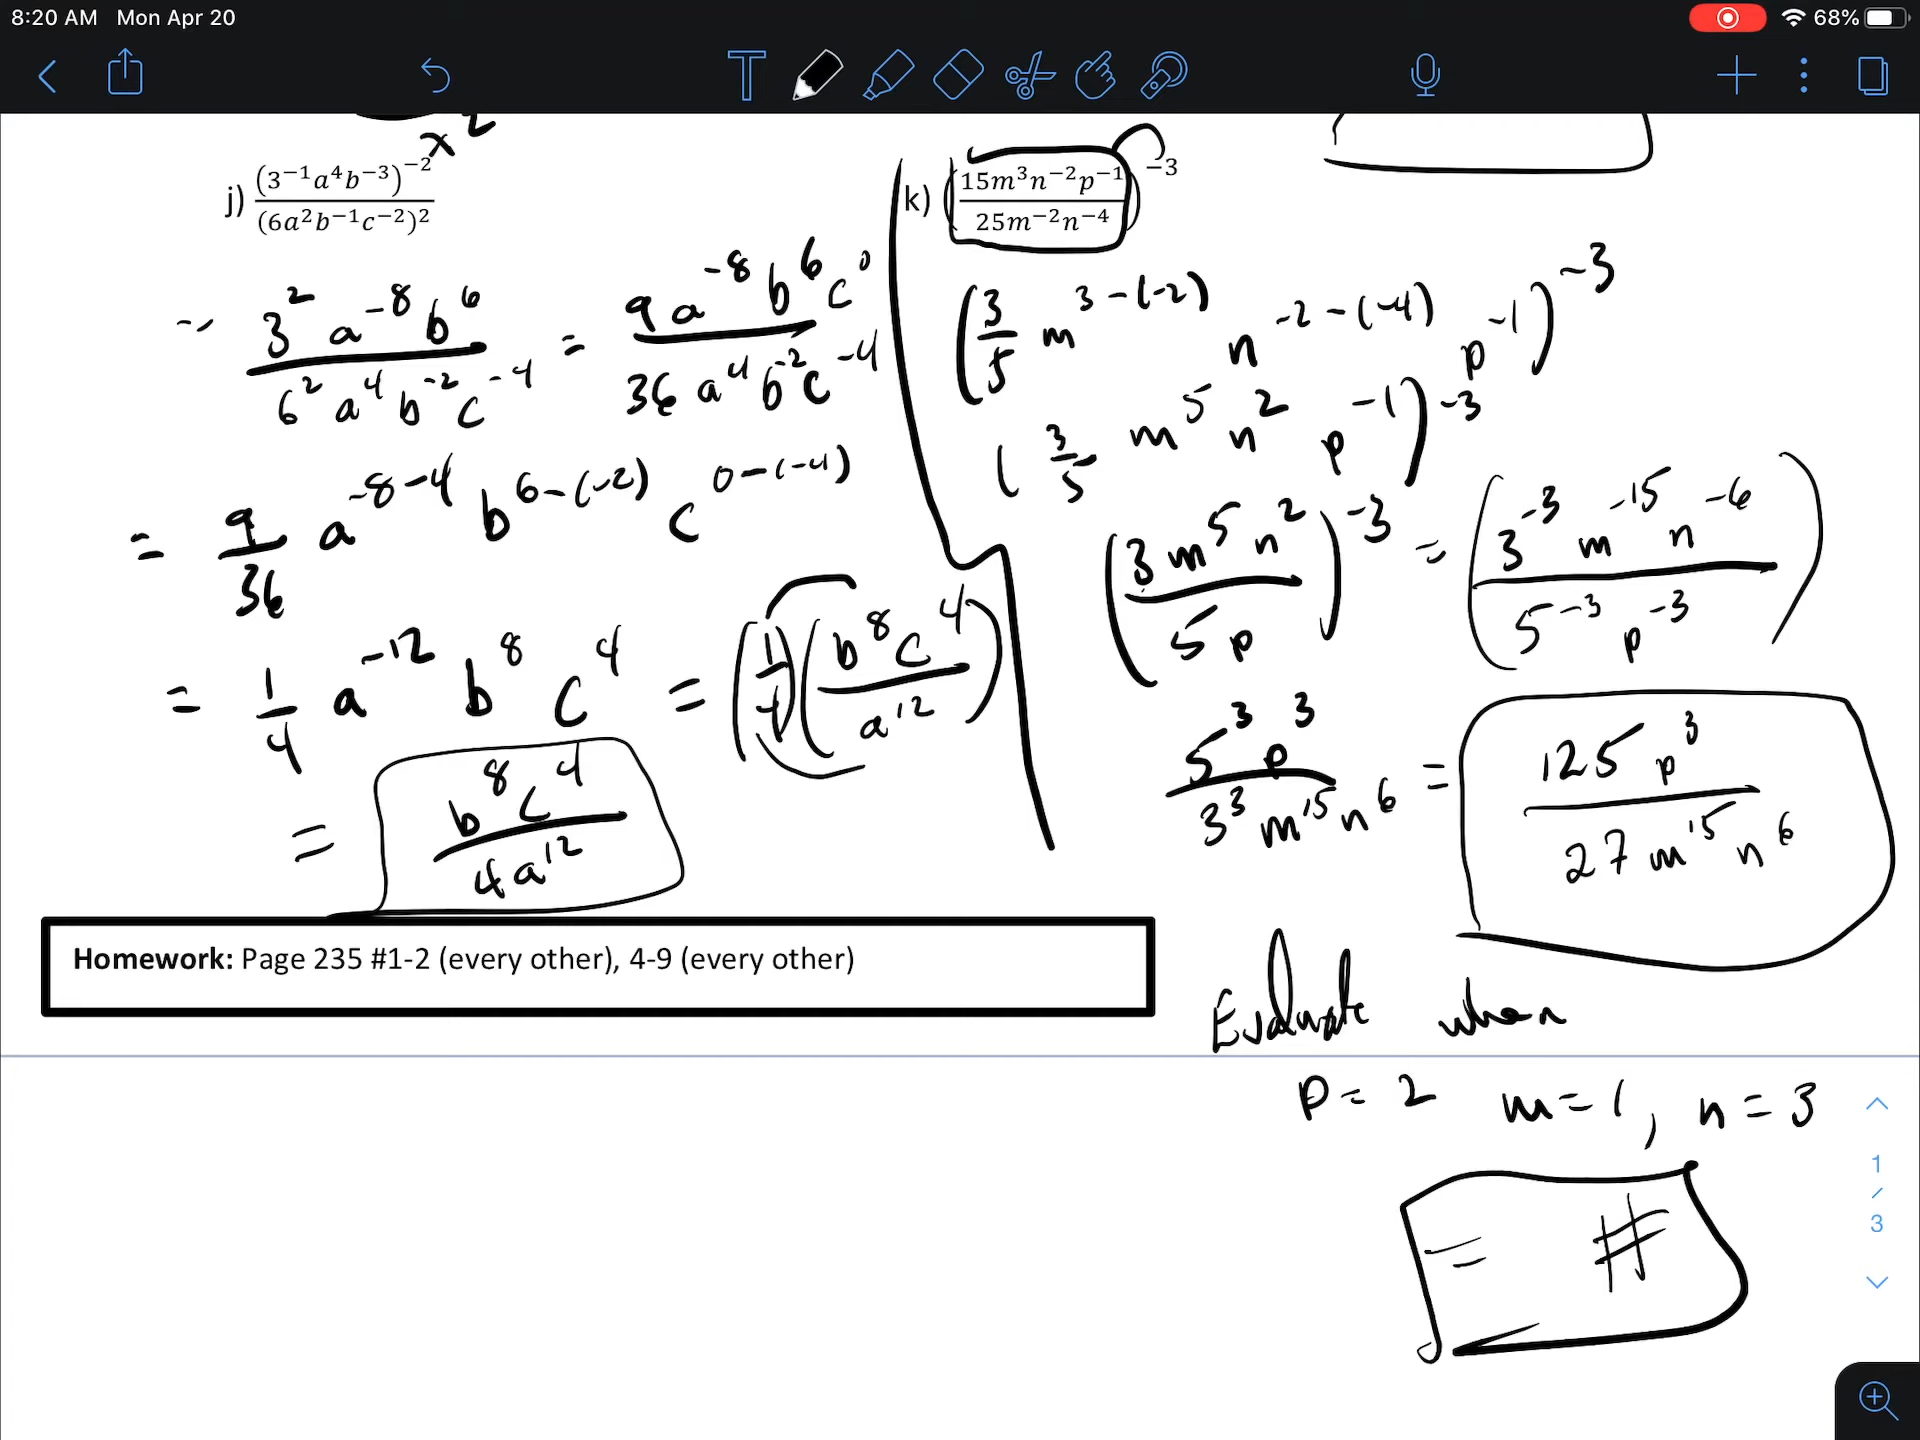 8:20 AM Mon Apr 20
68%
x2
j) (3⁻¹a⁴b⁻³)⁻²
(6a²b⁻¹c⁻²)²
3² a⁻⁸ b⁶ = 9 a⁻⁸ b⁶ c⁰
6² a⁴ b⁻² c⁻⁴ 36 a⁴ b⁻² c⁻⁴
= 9/36 a⁻⁸⁻⁴ b⁶⁻⁽⁻²⁾ c⁰⁻⁽⁻⁴⁾
= 1/4 a⁻¹² b⁸ c⁴ = (1/4)(b⁸c⁴/a¹²)
= b⁸c⁴
4a¹²
k) (15m³n⁻²p⁻¹
25m⁻²n⁻⁴)⁻³
(3/5 m³⁻⁽⁻²⁾ n⁻²⁻⁽⁻⁴⁾ p⁻¹)⁻³
(3/5 m⁵ n² p⁻¹)⁻³
(3m⁵n²/5p)⁻³ = (3⁻³ m⁻¹⁵ n⁻⁶/5⁻³ p⁻³)
5³p³/3³m¹⁵n⁶ = 125p³/27m¹⁵n⁶
Homework: Page 235 #1-2 (every other), 4-9 (every other)
Evaluate when
p = 2 m = 1, n = 3
= #
1
/
3